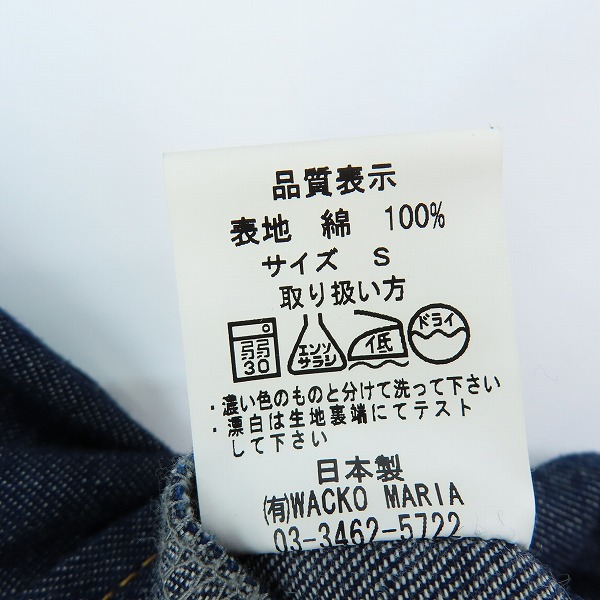 品質表示
表地 綿 100%
サイズ S
取り扱い方
弱 30 エンソサラシ 低 ドライ
・濃い色のものと分けて洗って下さい
・漂白は生地裏端にてテスト
して下さい
日本製
(有)WACKO MARIA
03-3462-5722